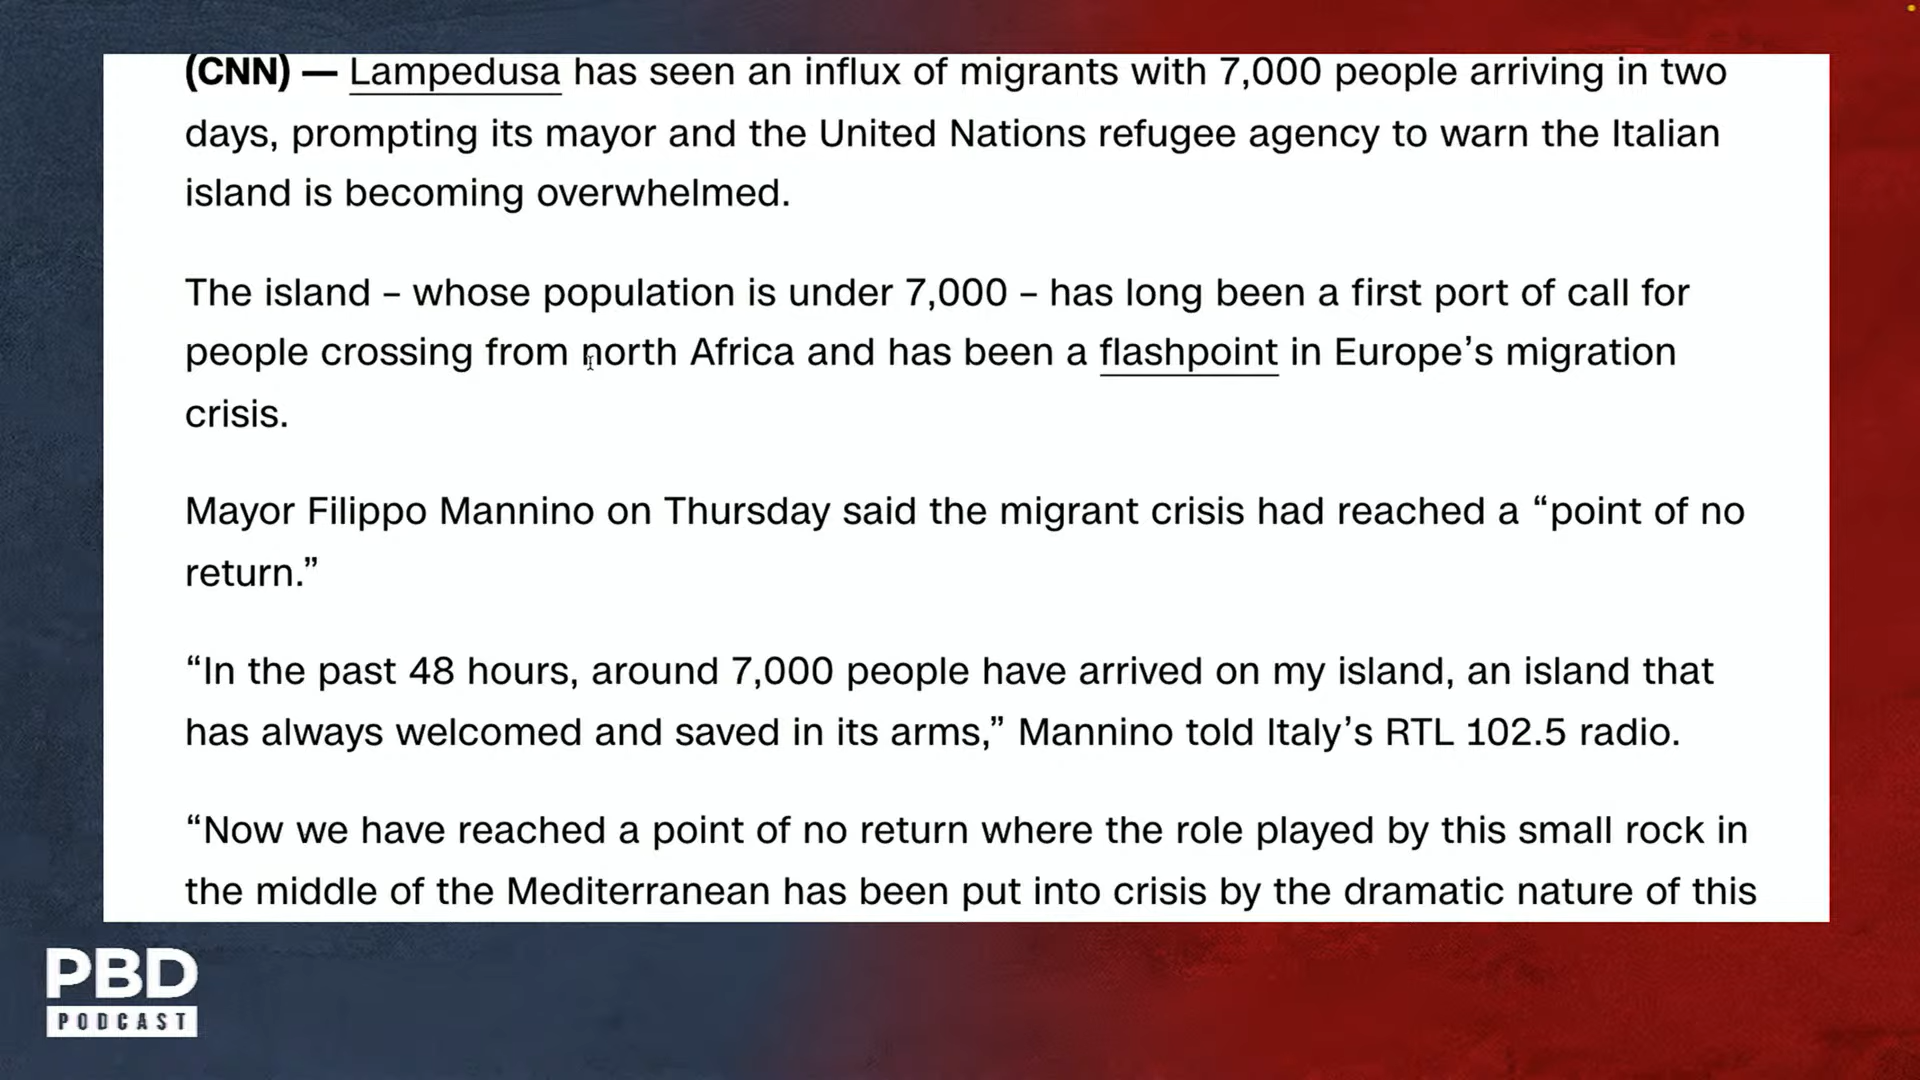 (CNN) — Lampedusa has seen an influx of migrants with 7,000 people arriving in two
days, prompting its mayor and the United Nations refugee agency to warn the Italian
island is becoming overwhelmed.
The island – whose population is under 7,000 – has long been a first port of call for
people crossing from north Africa and has been a flashpoint in Europe’s migration
crisis.
Mayor Filippo Mannino on Thursday said the migrant crisis had reached a “point of no
return.”
“In the past 48 hours, around 7,000 people have arrived on my island, an island that
has always welcomed and saved in its arms,” Mannino told Italy’s RTL 102.5 radio.
“Now we have reached a point of no return where the role played by this small rock in
the middle of the Mediterranean has been put into crisis by the dramatic nature of this
PBD
PODCAST